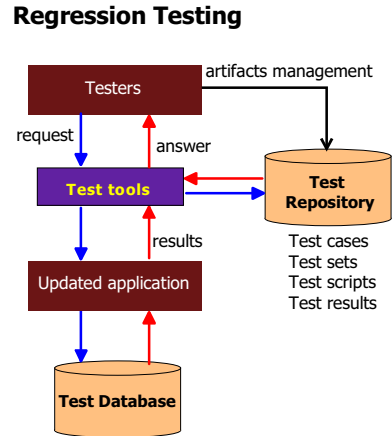 Regression Testing
artifacts management
Testers
request
answer
Test tools
Test
Repository
results
Test cases
Test sets
Test scripts
Test results
Updated application
Test Database